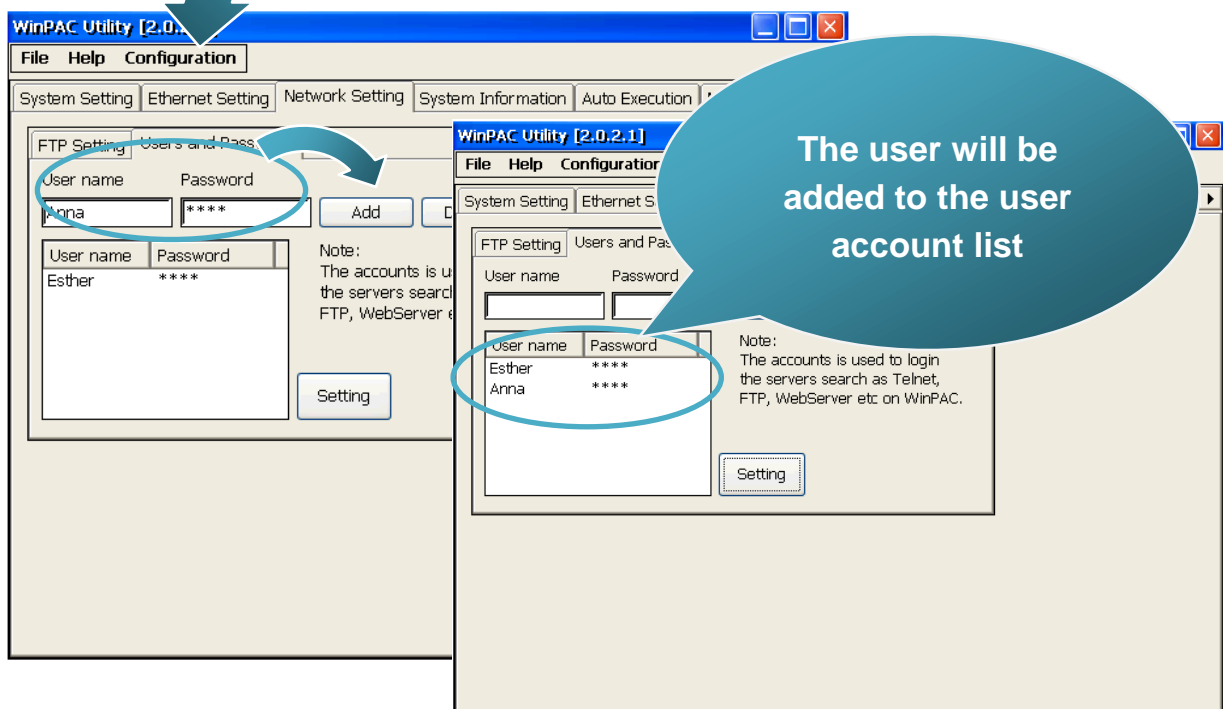 WinPAC Utility [2.0.
File Help Configuration
System Setting Ethernet Setting Network Setting System Information Auto Execution
FTP Setting Users and Pass
User name Password
Anna ****
Add
User name Password
Esther ****
Note:
The accounts is u
the servers search
FTP, WebServer e
Setting
WinPAC Utility [2.0.2.1]
File Help Configuration
System Setting Ethernet S
FTP Setting Users and Pas
User name Password
User name Password
Esther ****
Anna ****
Note:
The accounts is used to login
the servers search as Telnet,
FTP, WebServer etc on WinPAC.
Setting
The user will be
added to the user
account list